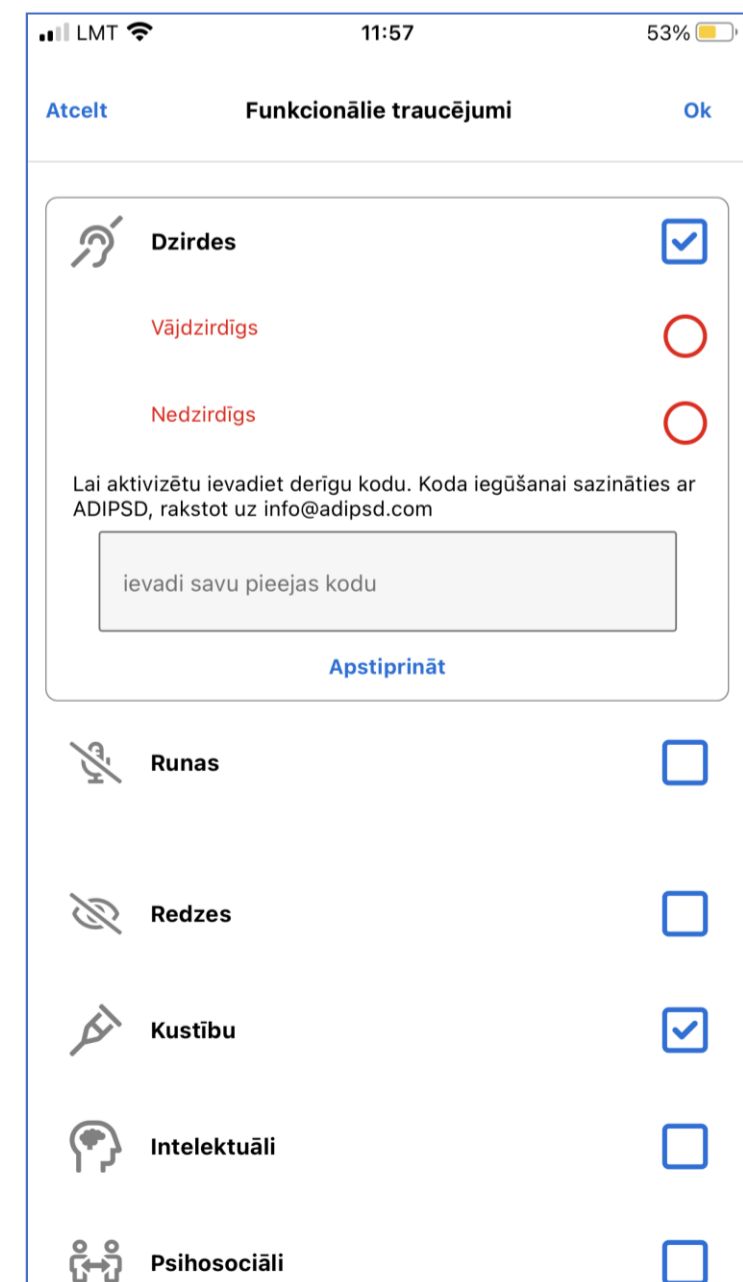 LMT 11:57 53%
Atcelt Funkcionālie traucējumi Ok
Dzirdes
Vājdzirdīgs
Nedzirdīgs
Lai aktivizētu ievadiet derīgu kodu. Koda iegūšanai sazināties ar
ADIPSD, rakstot uz info@adipsd.com
ievadi savu pieejas kodu
Apstiprināt
Runas
Redzes
Kustību
Intelektuāli
Psihosociāli